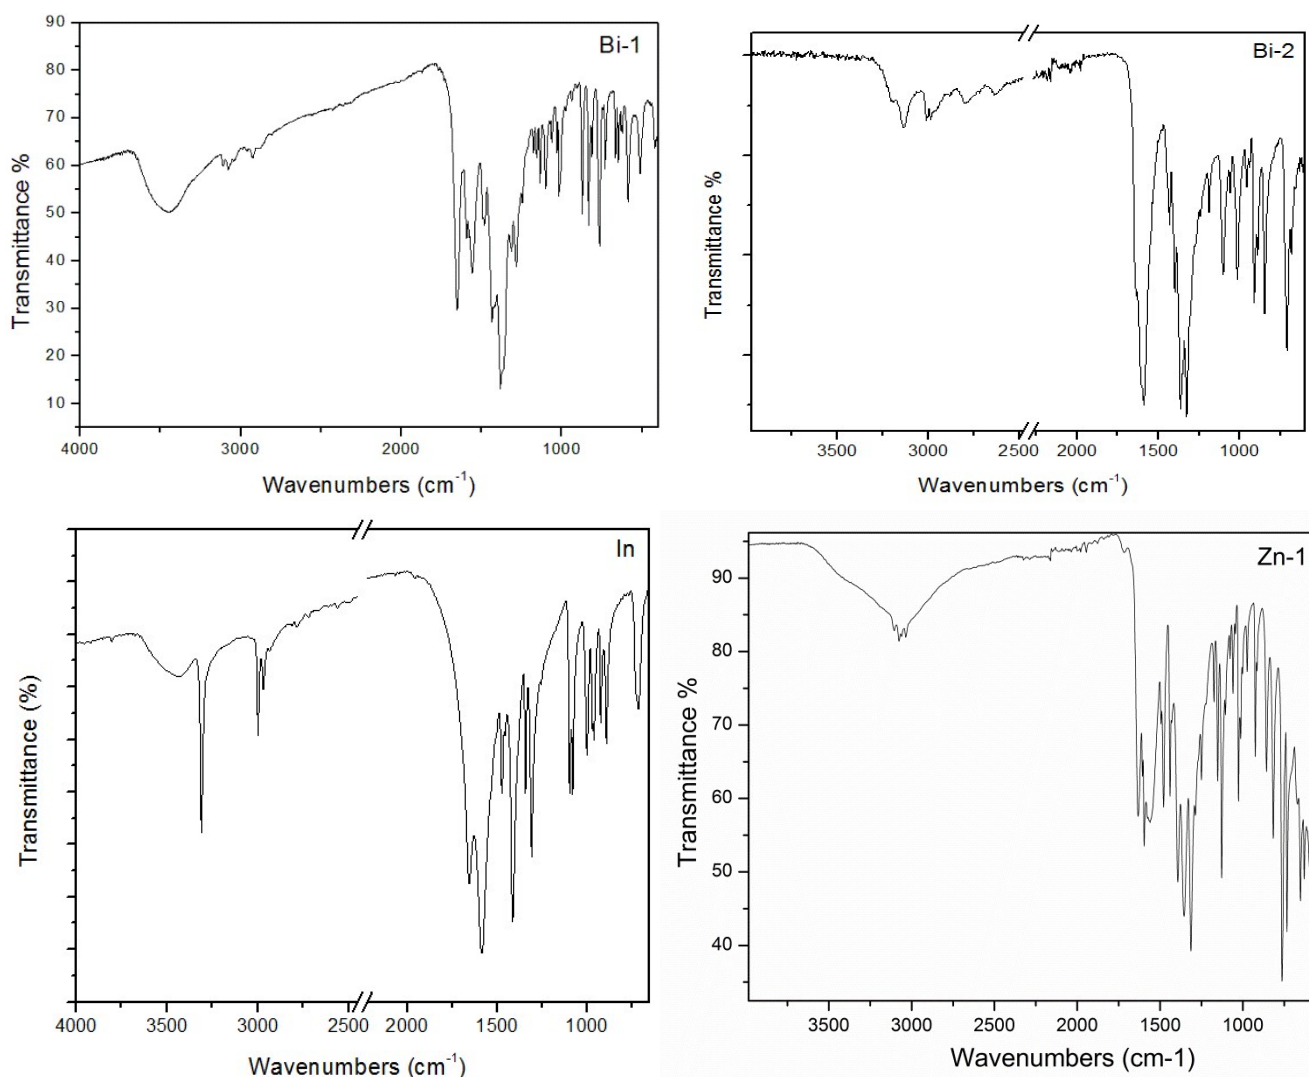 Bi-1
90
80
70
60
50
40
30
20
10
Transmittance %
4000 3000 2000 1000
Wavenumbers (cm-1)
Bi-2
Transmittance %
3500 3000 2500 2000 1500 1000
Wavenumbers (cm-1)
In
Transmittance (%)
4000 3500 3000 2500 2000 1500 1000
Wavenumbers (cm-1)
Zn-1
90
80
70
60
50
40
Transmittance %
3500 3000 2500 2000 1500 1000
Wavenumbers (cm-1)